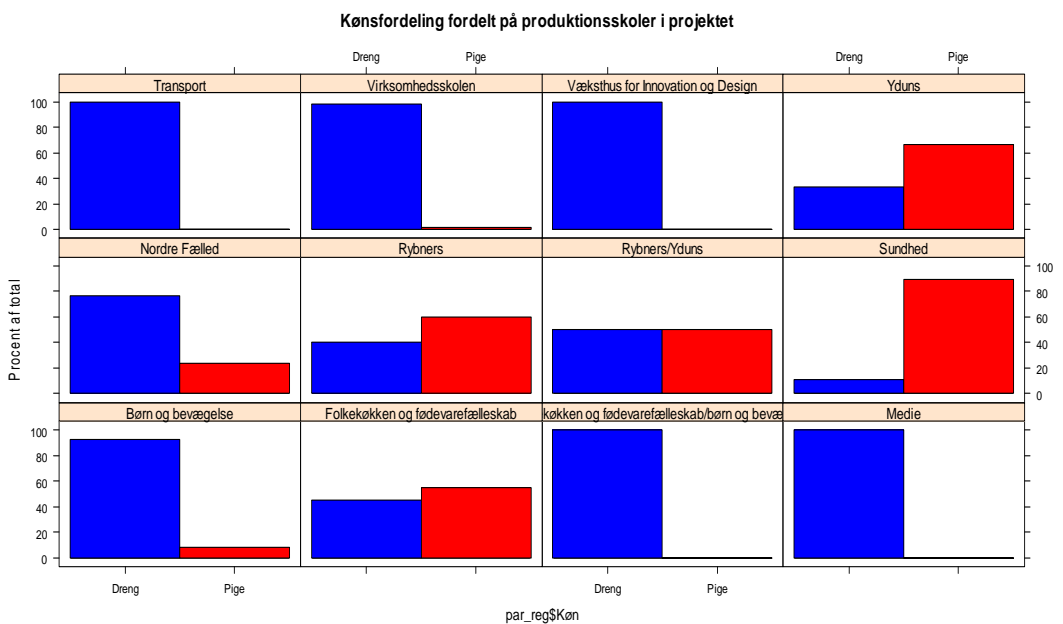 Kønsfordeling fordelt på produktionsskoler i projektet
Dreng Pige Dreng Pige
Transport Virksomhedsskolen Væksthus for Innovation og Design Yduns
100
80
60
40
20
0
Nordre Fælled Rybners Rybners/Yduns Sundhed
100
80
60
40
20
0
Procent af total
Børn og bevægelse Folkekøkken og fødevarefælleskab køkken og fødevarefælleskab/børn og bevæ Medie
100
80
60
40
20
0
Dreng Pige Dreng Pige
par_reg$Køn